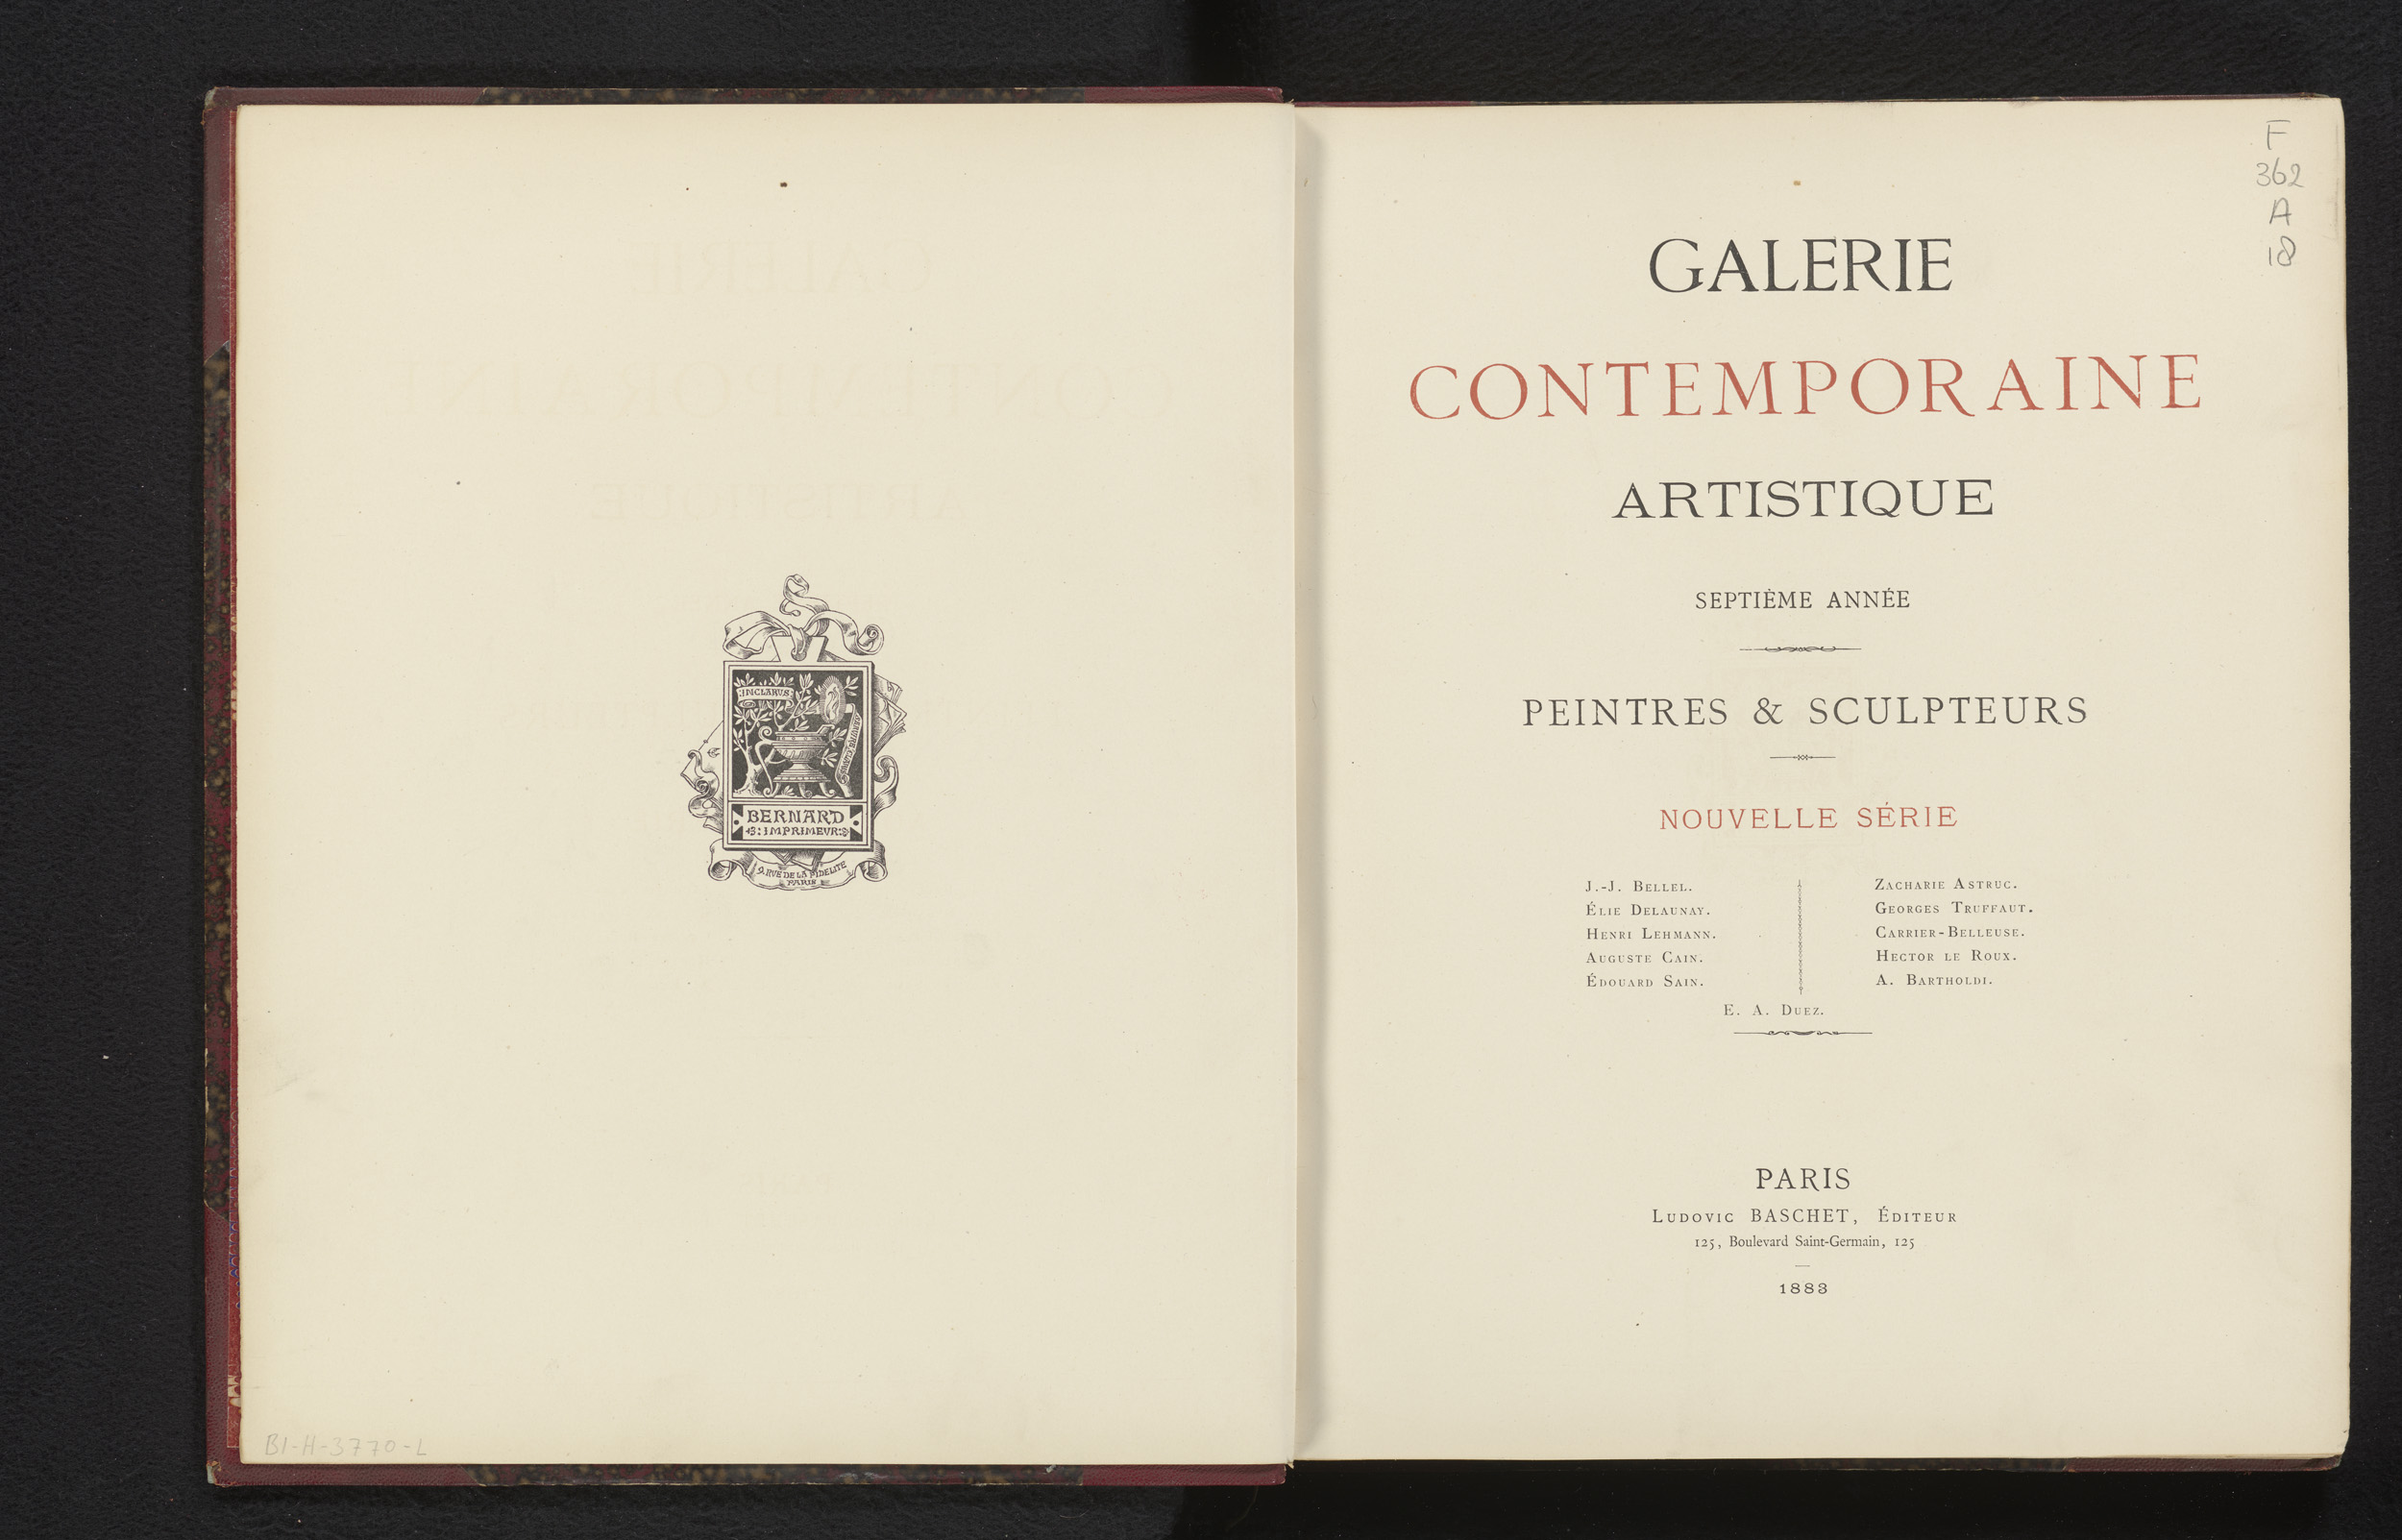 INCLARUS
BERNARD
IMPRIMEUR
9. RUE DE LA FIDELITE
PARIS
BI-H-3770-L
F
362
A
18
GALERIE
CONTEMPORAINE
ARTISTIQUE
SEPTIÈME ANNÉE
PEINTRES & SCULPTEURS
NOUVELLE SÉRIE
J.-J. BELLEL.
ÉLIE DELAUNAY.
HENRI LEHMANN.
AUGUSTE CAIN.
ÉDOUARD SAIN.
ZACHARIE ASTRUC.
GEORGES TRUFFAUT.
CARRIER-BELLEUSE.
HECTOR LE ROUX.
A. BARTHOLDI.
E. A. DUEZ.
PARIS
LUDOVIC BASCHET, ÉDITEUR
125, Boulevard Saint-Germain, 125
1883